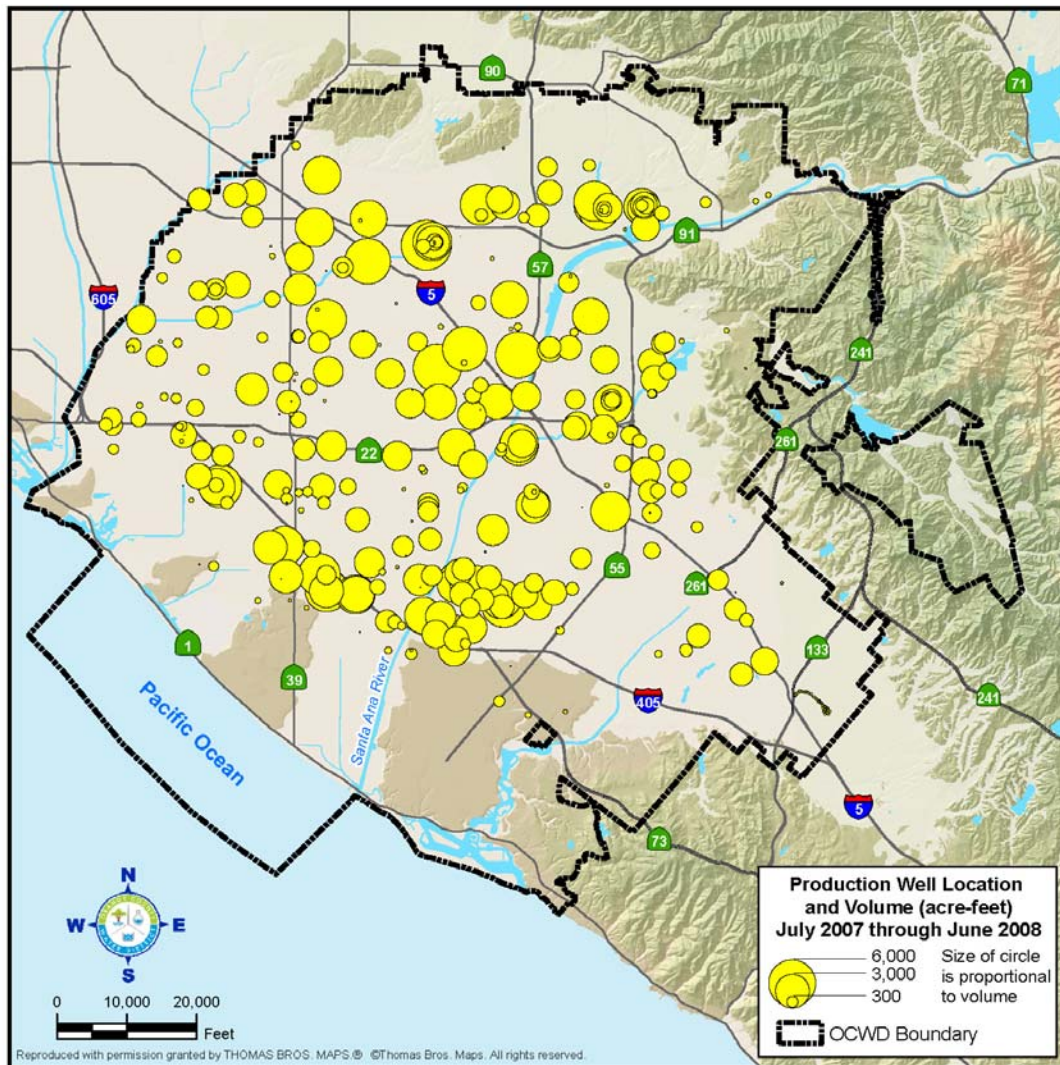 90
71
91
57
605
5
241
261
22
55
261
1
133
39
405
241
Pacific Ocean
Santa Ana River
5
73
N
W
E
S
0
10,000
20,000
Feet
Production Well Location
and Volume (acre-feet)
July 2007 through June 2008
6,000
3,000
300
Size of circle
is proportional
to volume
OCWD Boundary
Reproduced with permission granted by THOMAS BROS. MAPS.® ©Thomas Bros. Maps. All rights reserved.